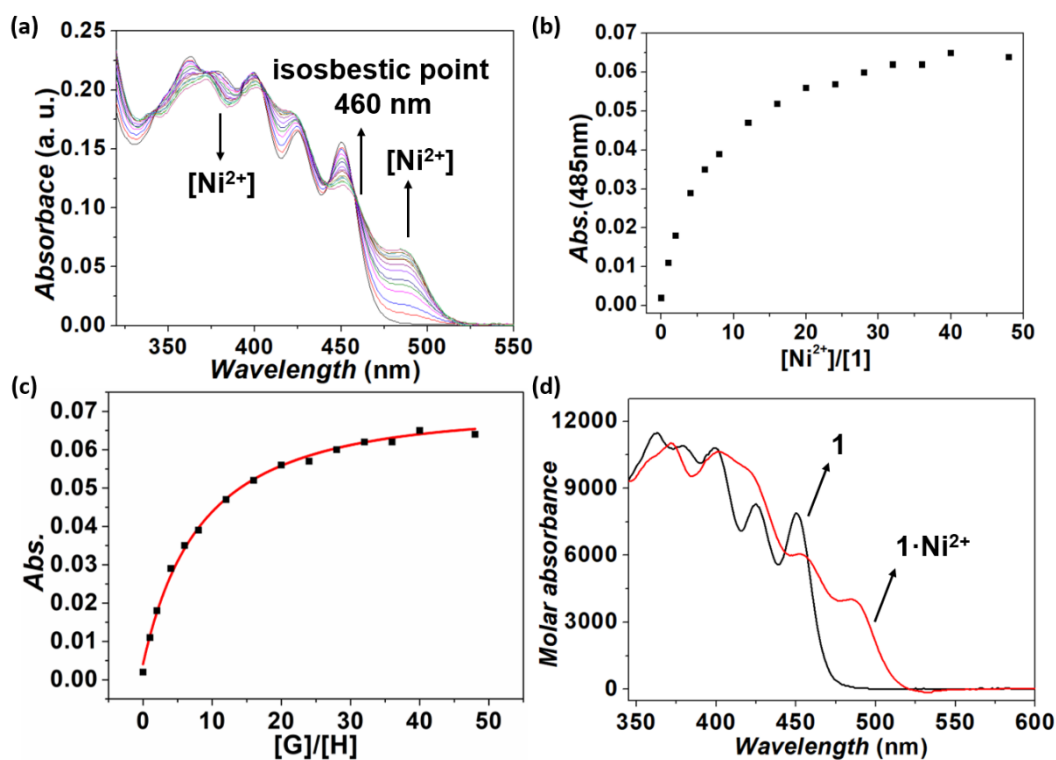 (a)
0.25
0.20
0.15
0.10
0.05
0.00
Absorbace (a. u.)
isosbestic point
460 nm
[Ni²⁺]
[Ni²⁺]
350 400 450 500 550
Wavelength (nm)
(b)
0.06
0.05
0.04
0.03
0.02
0.01
0.00
Abs.(485nm)
0 10 20 30 40 50
[Ni²⁺]/[1]
(c)
0.07
0.06
0.05
0.04
0.03
0.02
0.01
0.00
Abs.
0 10 20 30 40 50
[G]/[H]
(d)
12000
9000
6000
3000
0
Molar absorbance
1
1·Ni²⁺
350 400 450 500 550 600
Wavelength (nm)